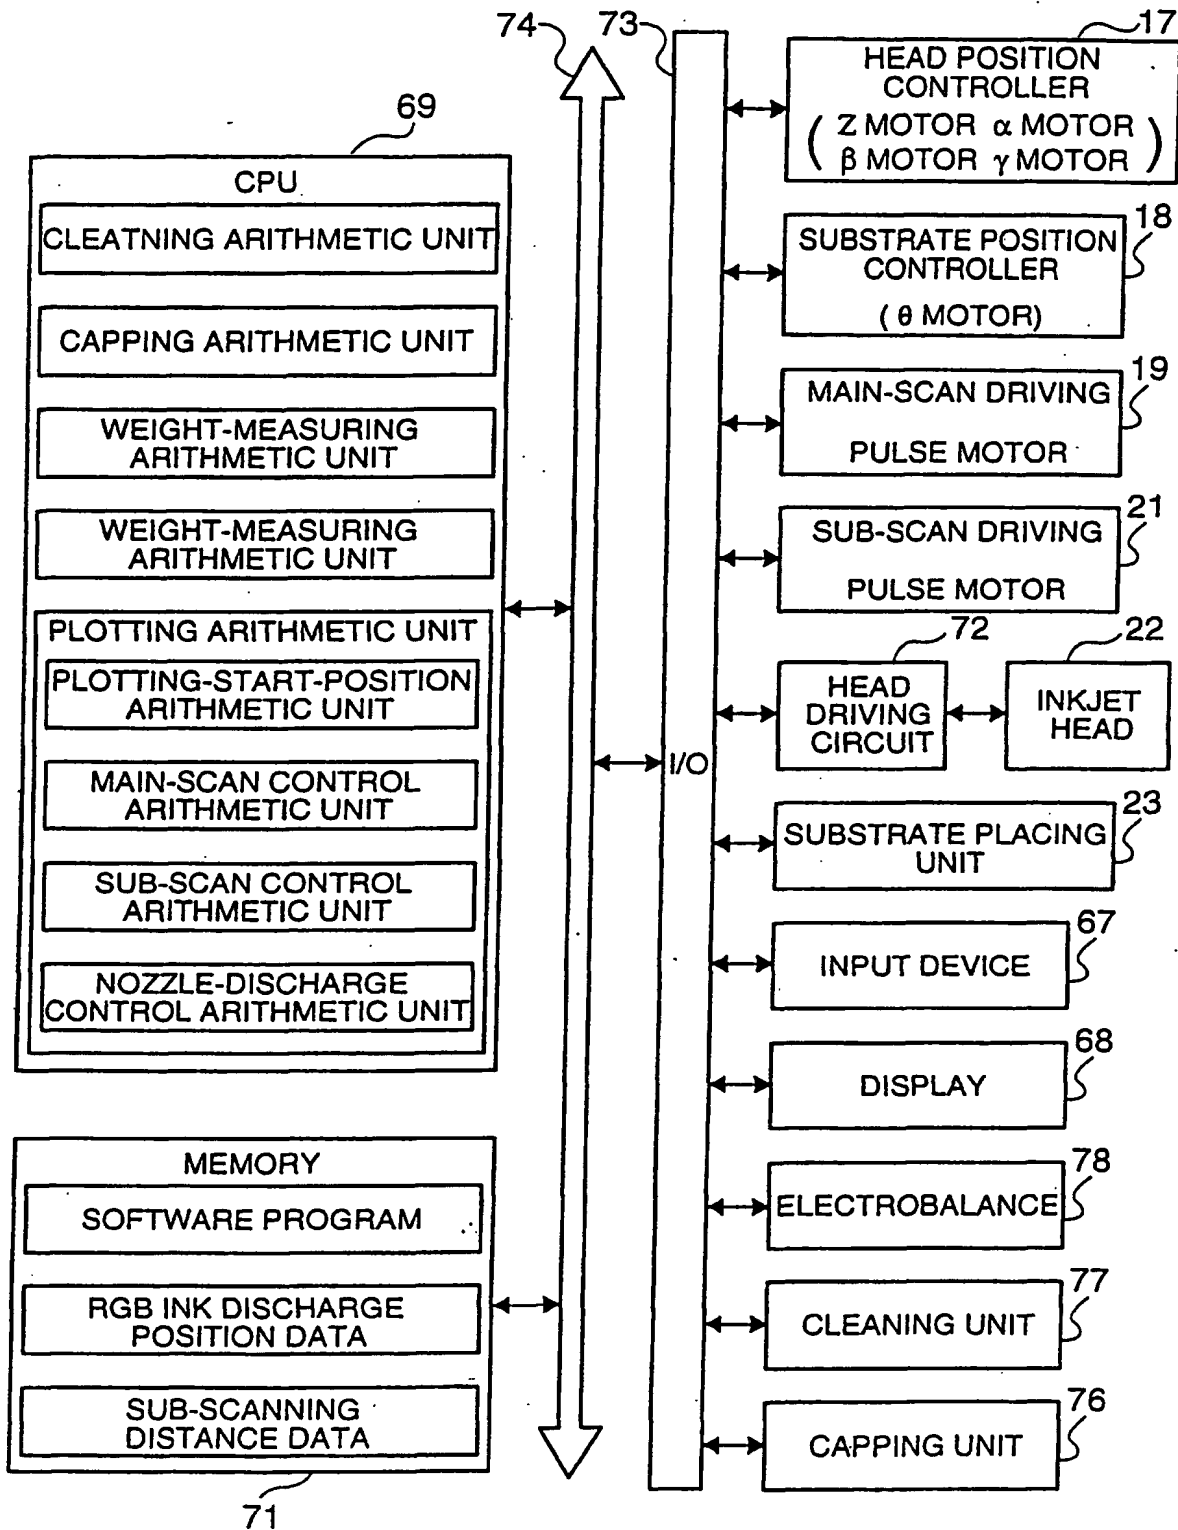 74
73
17
HEAD POSITION
CONTROLLER
( Z MOTOR α MOTOR
β MOTOR γ MOTOR )
69
CPU
CLEATNING ARITHMETIC UNIT
CAPPING ARITHMETIC UNIT
WEIGHT-MEASURING
ARITHMETIC UNIT
WEIGHT-MEASURING
ARITHMETIC UNIT
PLOTTING ARITHMETIC UNIT
PLOTTING-START-POSITION
ARITHMETIC UNIT
MAIN-SCAN CONTROL
ARITHMETIC UNIT
SUB-SCAN CONTROL
ARITHMETIC UNIT
NOZZLE-DISCHARGE
CONTROL ARITHMETIC UNIT
MEMORY
SOFTWARE PROGRAM
RGB INK DISCHARGE
POSITION DATA
SUB-SCANNING
DISTANCE DATA
71
I/O
18
SUBSTRATE POSITION
CONTROLLER
( θ MOTOR)
19
MAIN-SCAN DRIVING
PULSE MOTOR
21
SUB-SCAN DRIVING
PULSE MOTOR
72
HEAD
DRIVING
CIRCUIT
22
INKJET
HEAD
23
SUBSTRATE PLACING
UNIT
67
INPUT DEVICE
68
DISPLAY
78
ELECTROBALANCE
77
CLEANING UNIT
76
CAPPING UNIT